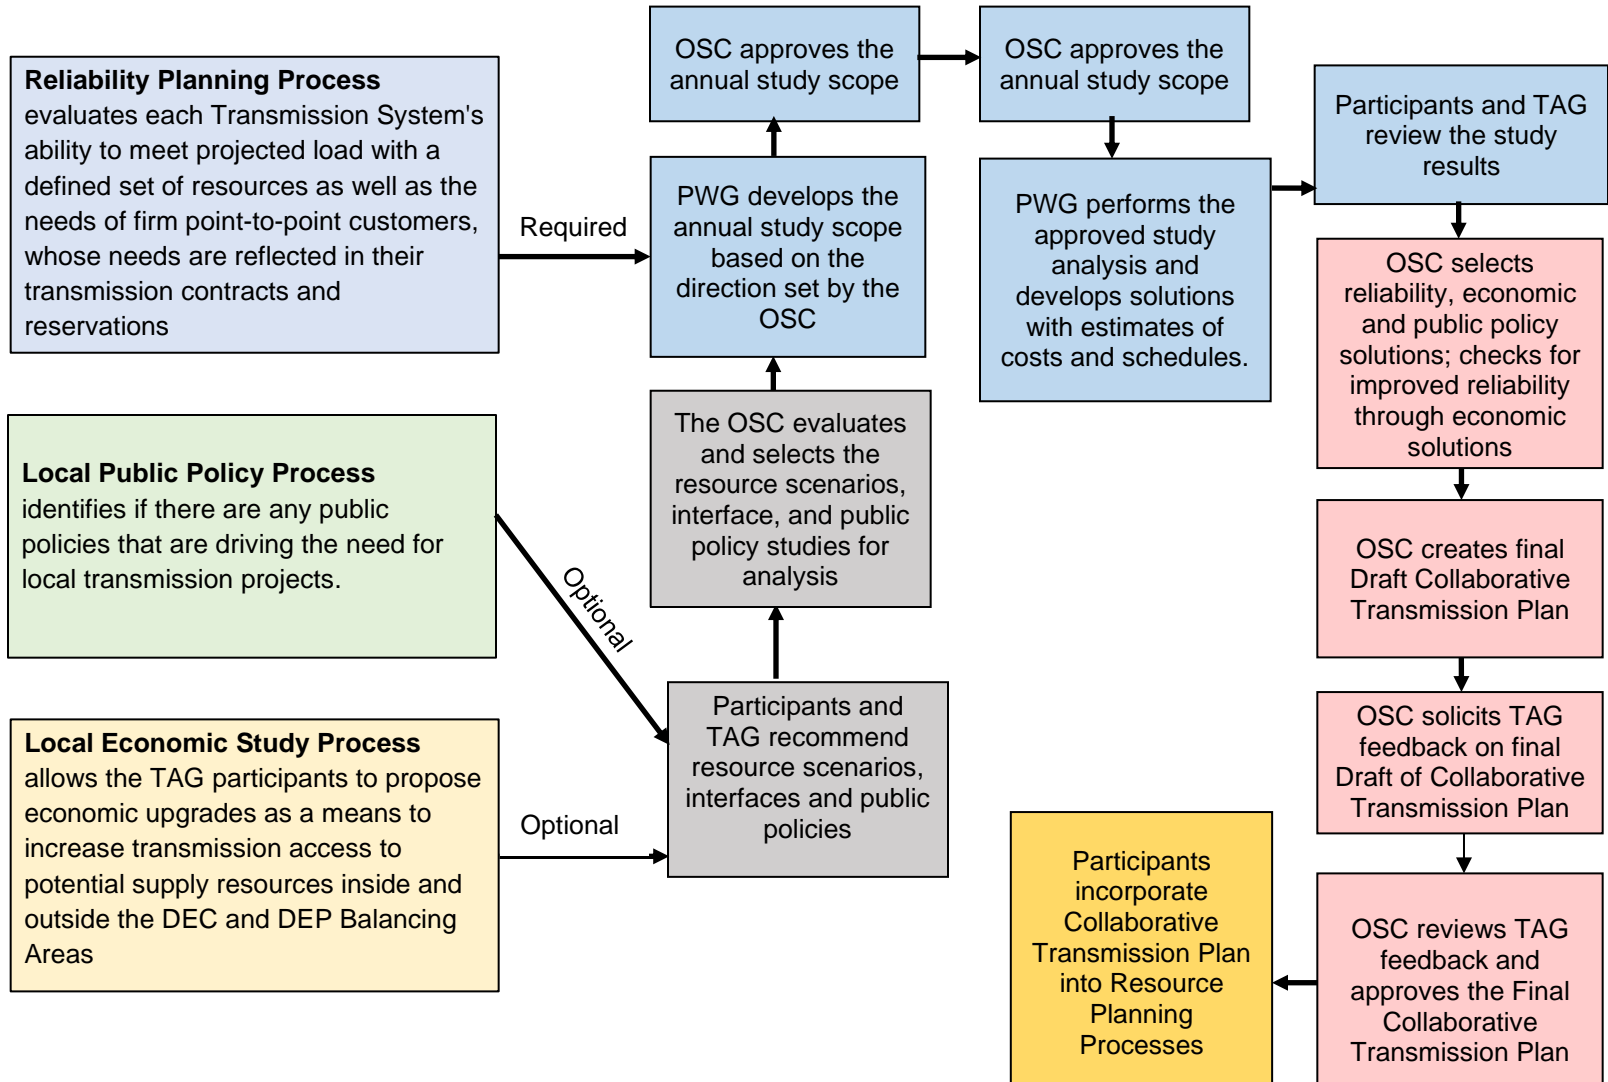 Reliability Planning Process
evaluates each Transmission System's
ability to meet projected load with a
defined set of resources as well as the
needs of firm point-to-point customers,
whose needs are reflected in their
transmission contracts and
reservations
Required
Local Public Policy Process
identifies if there are any public
policies that are driving the need for
local transmission projects.
Optional
Local Economic Study Process
allows the TAG participants to propose
economic upgrades as a means to
increase transmission access to
potential supply resources inside and
outside the DEC and DEP Balancing
Areas
Optional
Participants and
TAG recommend
resource scenarios,
interfaces and public
policies
The OSC evaluates
and selects the
resource scenarios,
interface, and public
policy studies for
analysis
PWG develops the
annual study scope
based on the
direction set by the
OSC
OSC approves the
annual study scope
OSC approves the
annual study scope
PWG performs the
approved study
analysis and
develops solutions
with estimates of
costs and schedules.
Participants and TAG
review the study
results
OSC selects
reliability, economic
and public policy
solutions; checks for
improved reliability
through economic
solutions
OSC creates final
Draft Collaborative
Transmission Plan
OSC solicits TAG
feedback on final
Draft of Collaborative
Transmission Plan
OSC reviews TAG
feedback and
approves the Final
Collaborative
Transmission Plan
Participants
incorporate
Collaborative
Transmission Plan
into Resource
Planning
Processes